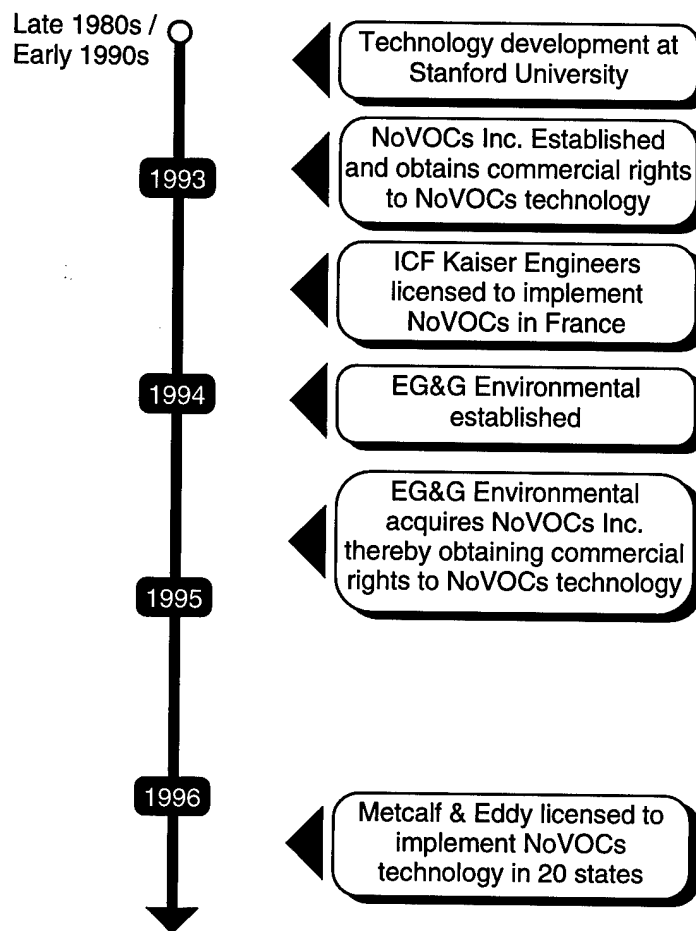 Late 1980s /
Early 1990s
Technology development at
Stanford University
1993
NoVOCs Inc. Established
and obtains commercial rights
to NoVOCs technology
ICF Kaiser Engineers
licensed to implement
NoVOCs in France
1994
EG&G Environmental
established
EG&G Environmental
acquires NoVOCs Inc.
thereby obtaining commercial
rights to NoVOCs technology
1995
1996
Metcalf & Eddy licensed to
implement NoVOCs
technology in 20 states